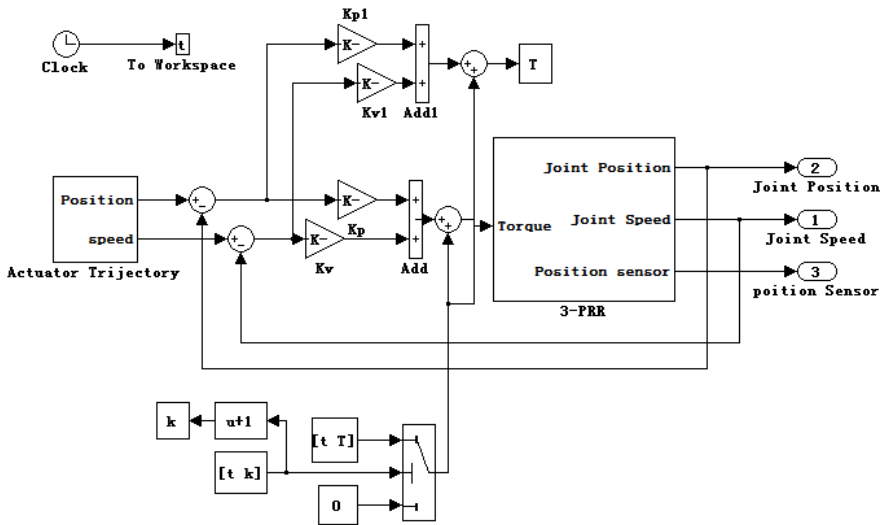 Kp1
K-
+
+
+
T
Clock
t
To Workspace
K-
+
Kv1
Add1
Joint Position
2
Joint Position
Position
+
-
K-
+
+
+
Torque
Joint Speed
1
Joint Speed
speed
+
-
K-
Kp
+
Kv
Add
Actuator Trijectory
Position sensor
3
poition Sensor
3-PRR
k
u+1
[t T]
[t k]
0